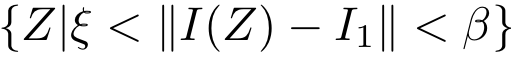 {Z|ξ < ‖I(Z) − I₁‖ < β}